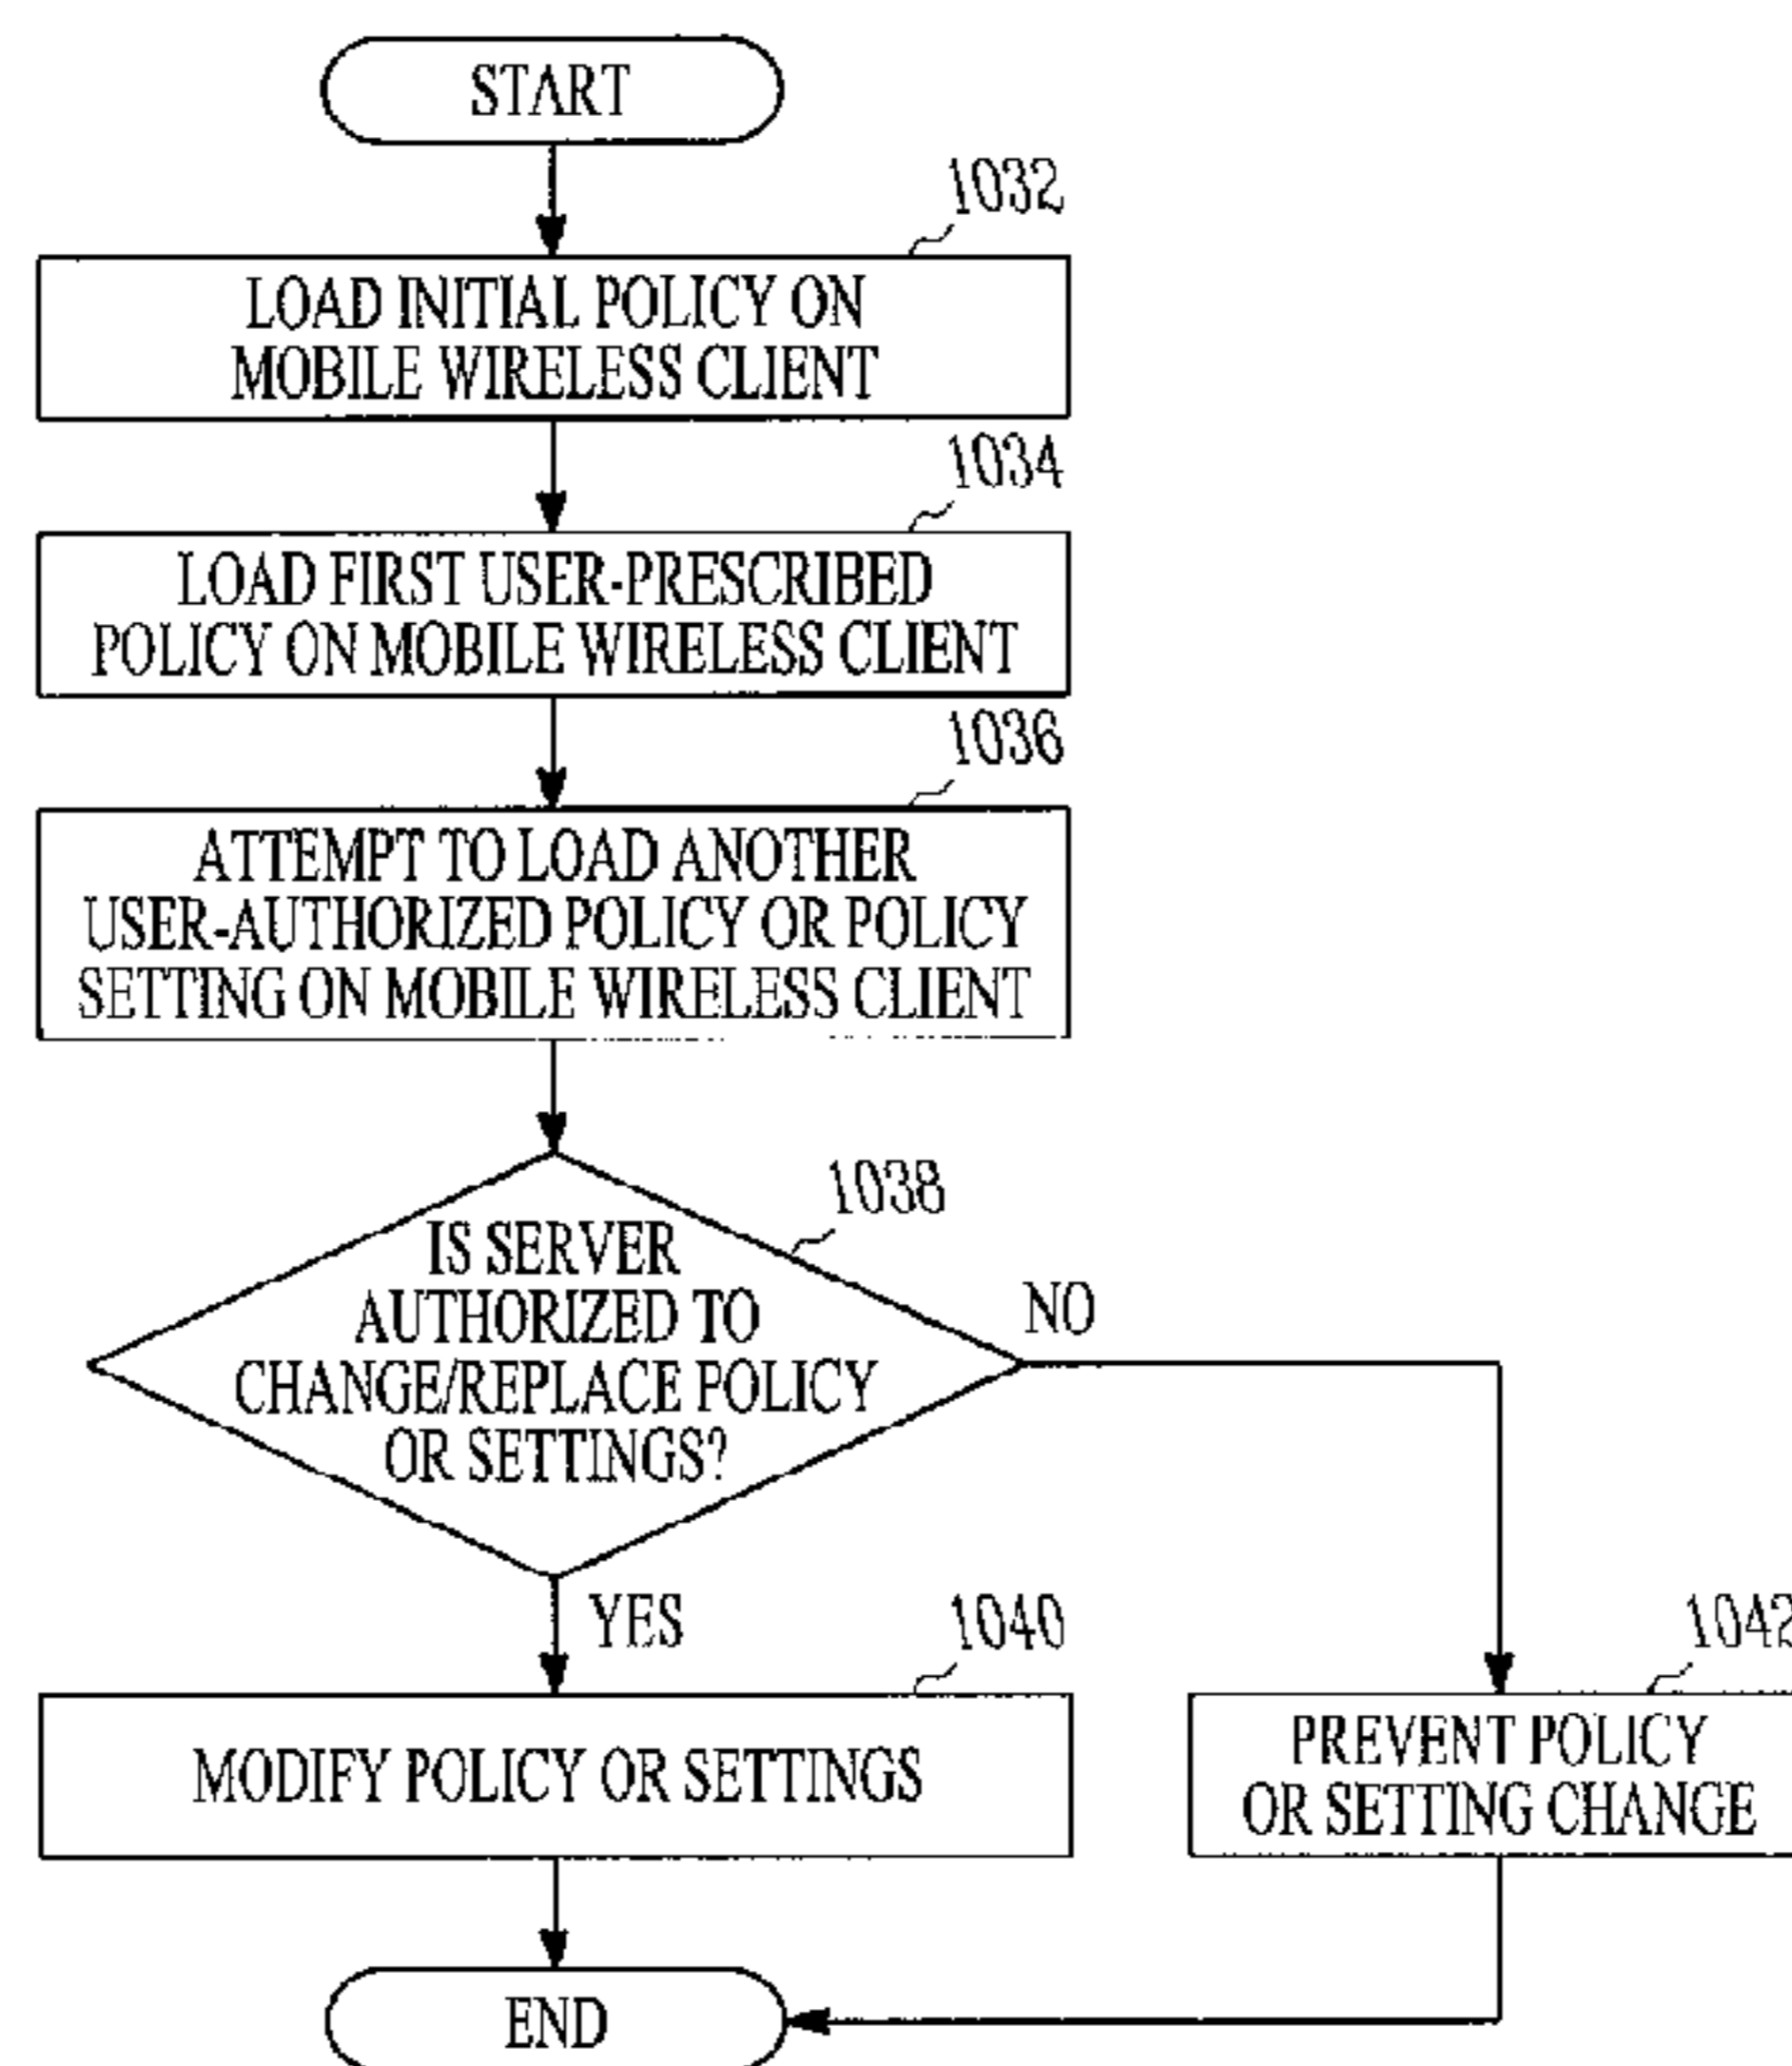 START
1032
LOAD INITIAL POLICY ON
MOBILE WIRELESS CLIENT
1034
LOAD FIRST USER-PRESCRIBED
POLICY ON MOBILE WIRELESS CLIENT
1036
ATTEMPT TO LOAD ANOTHER
USER-AUTHORIZED POLICY OR POLICY
SETTING ON MOBILE WIRELESS CLIENT
1038
IS SERVER
AUTHORIZED TO
CHANGE/REPLACE POLICY
OR SETTINGS?
NO
YES
1040
MODIFY POLICY OR SETTINGS
1042
PREVENT POLICY
OR SETTING CHANGE
END